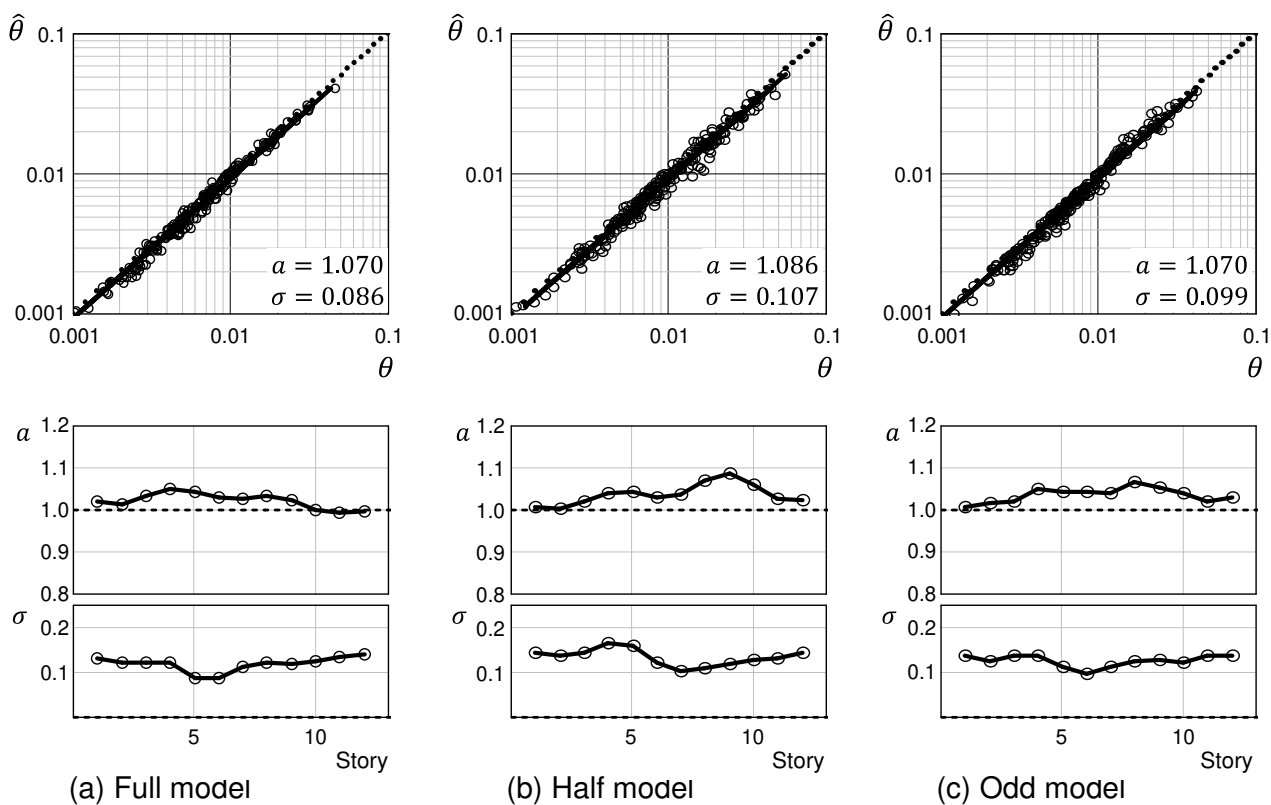 θ̂
0.1
0.01
0.001
0.001
0.01
0.1
θ
a = 1.070
σ = 0.086
θ̂
0.1
0.01
0.001
0.001
0.01
0.1
θ
a = 1.086
σ = 0.107
θ̂
0.1
0.01
0.001
0.001
0.01
0.1
θ
a = 1.070
σ = 0.099
a
1.2
1.1
1.0
0.9
0.8
σ
0.2
0.1
5
10
Story
(a) Full model
a
1.2
1.1
1.0
0.9
0.8
σ
0.2
0.1
5
10
Story
(b) Half model
a
1.2
1.1
1.0
0.9
0.8
σ
0.2
0.1
5
10
Story
(c) Odd model